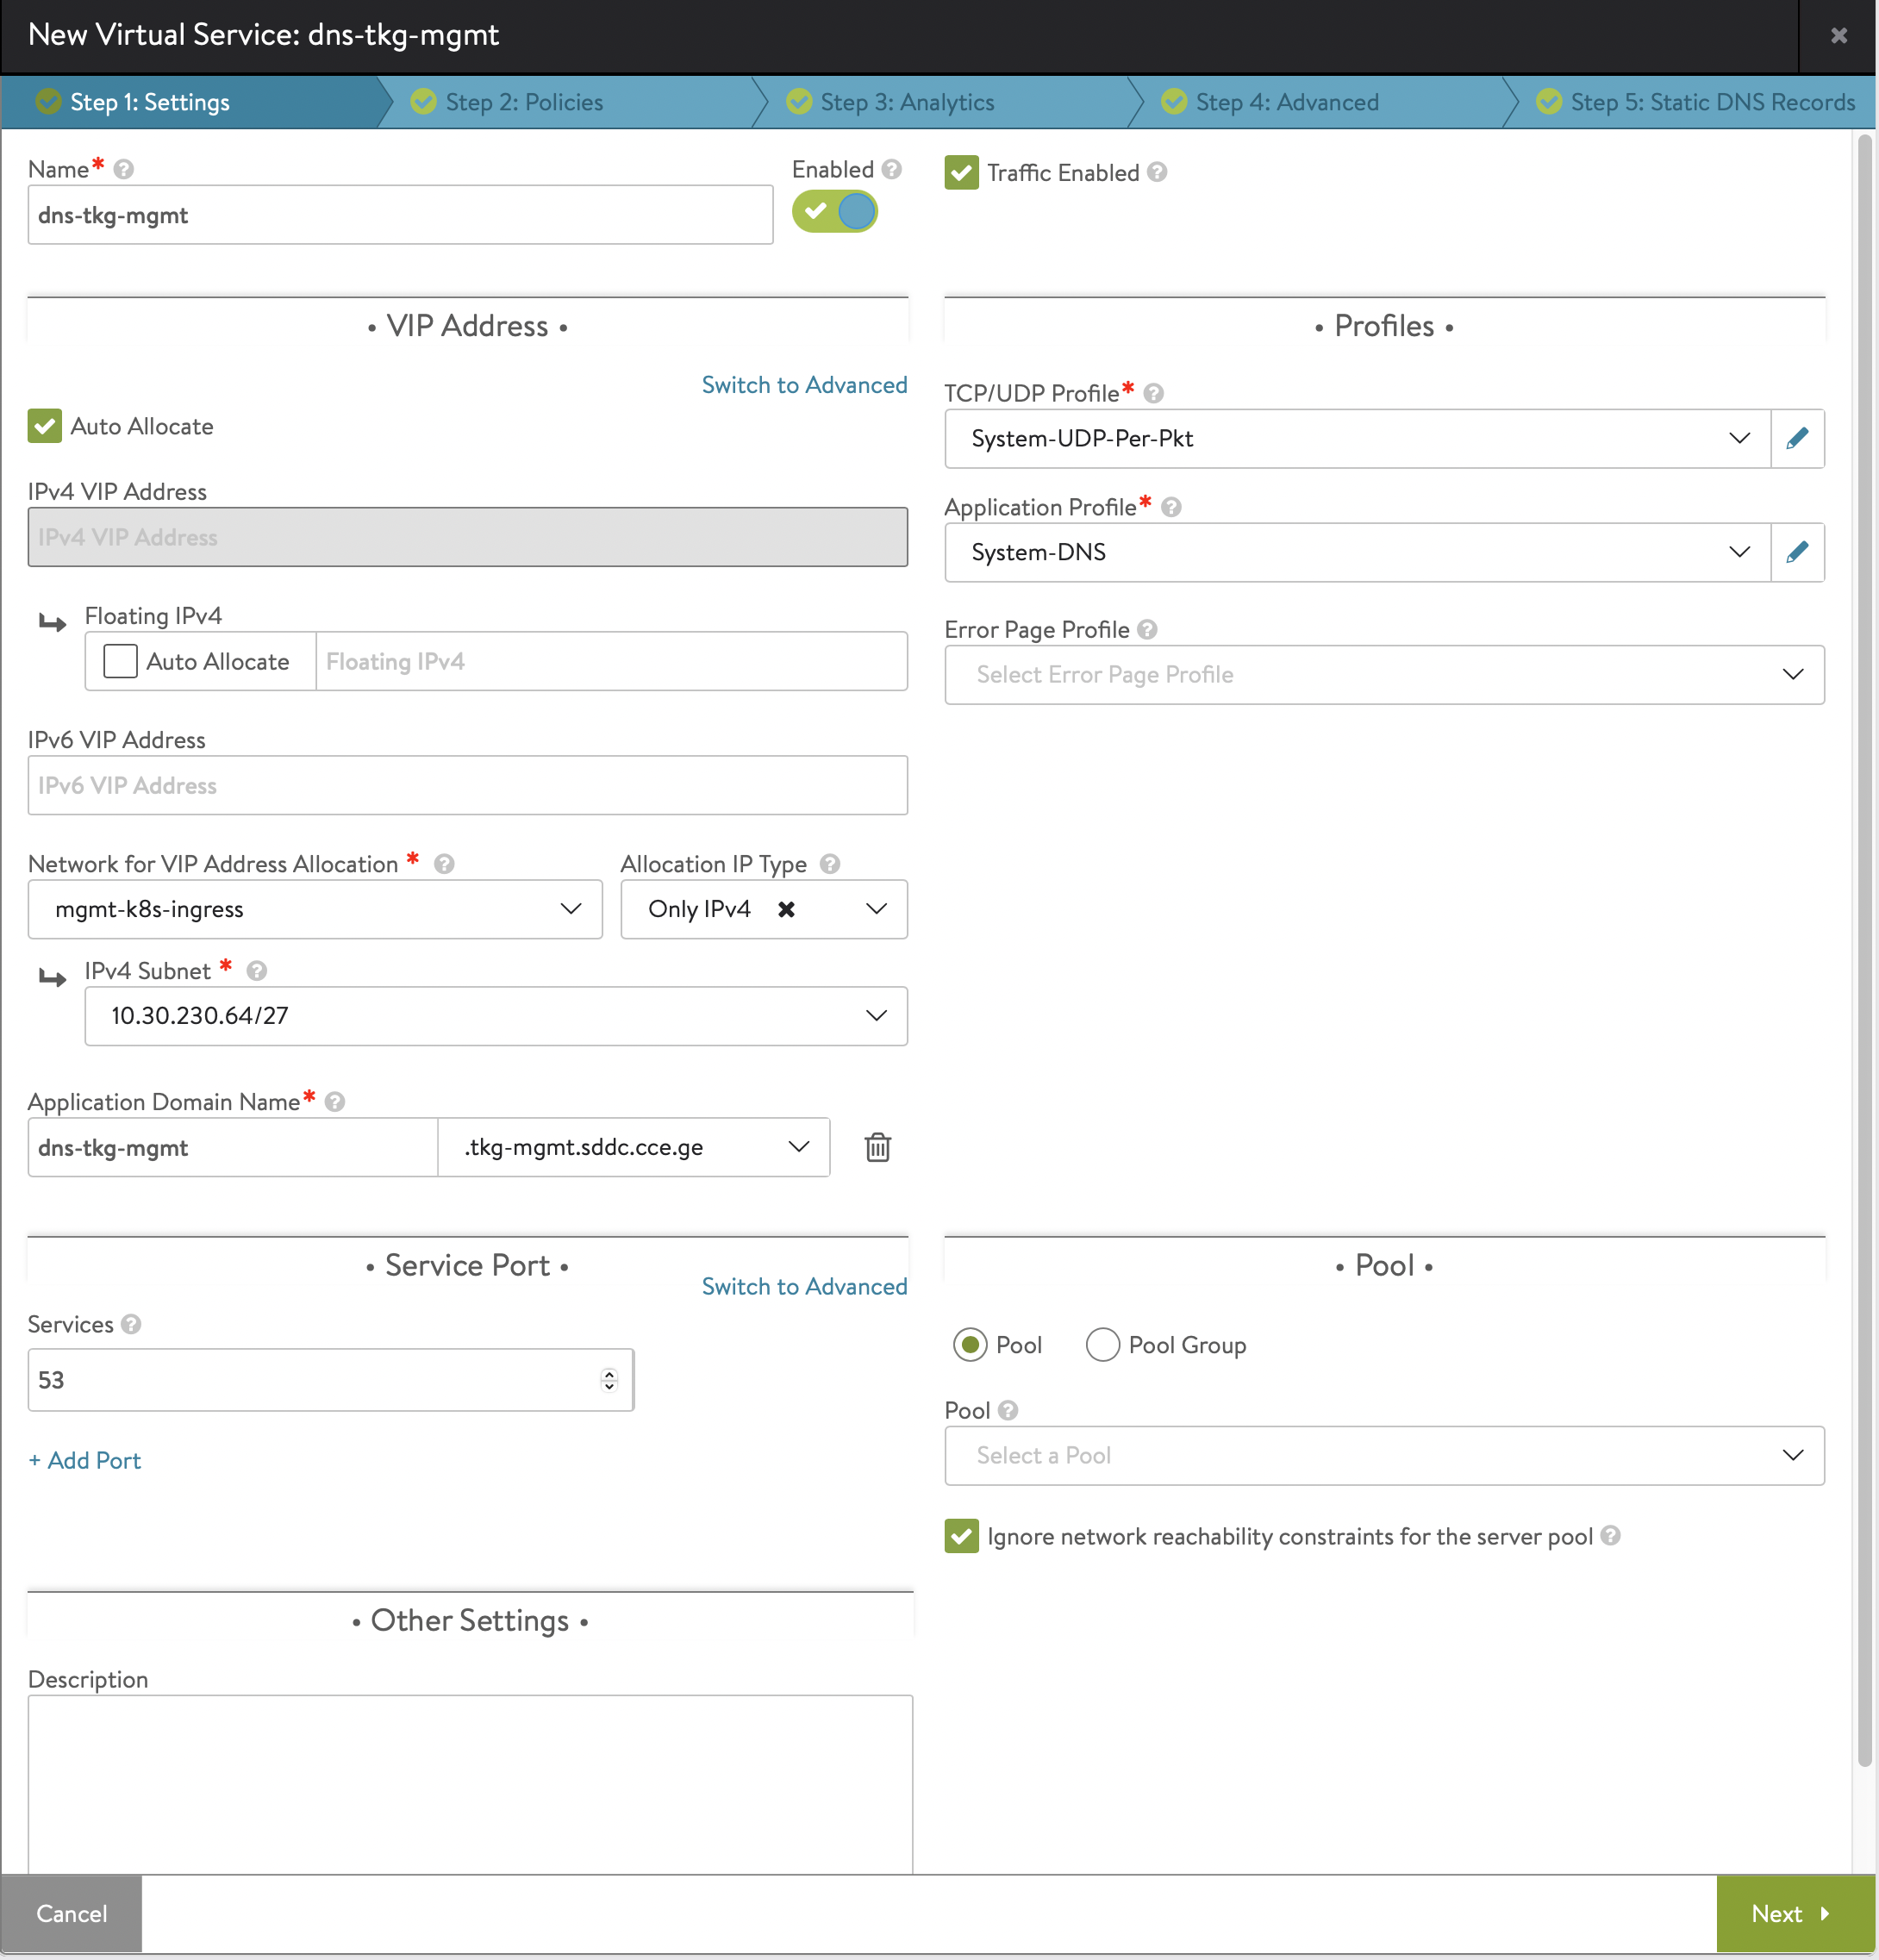 New Virtual Service: dns-tkg-mgmt
Step 1: Settings
Step 2: Policies
Step 3: Analytics
Step 4: Advanced
Step 5: Static DNS Records
Name*
Enabled
dns-tkg-mgmt
Traffic Enabled
• VIP Address •
Switch to Advanced
Auto Allocate
IPv4 VIP Address
IPv4 VIP Address
Floating IPv4
Auto Allocate
Floating IPv4
IPv6 VIP Address
IPv6 VIP Address
Network for VIP Address Allocation *
mgmt-k8s-ingress
Allocation IP Type
Only IPv4
IPv4 Subnet *
10.30.230.64/27
Application Domain Name*
dns-tkg-mgmt
.tkg-mgmt.sddc.cce.ge
• Profiles •
TCP/UDP Profile*
System-UDP-Per-Pkt
Application Profile*
System-DNS
Error Page Profile
Select Error Page Profile
• Service Port •
Switch to Advanced
Services
53
+ Add Port
• Pool •
Pool
Pool Group
Pool
Select a Pool
Ignore network reachability constraints for the server pool
• Other Settings •
Description
Cancel
Next